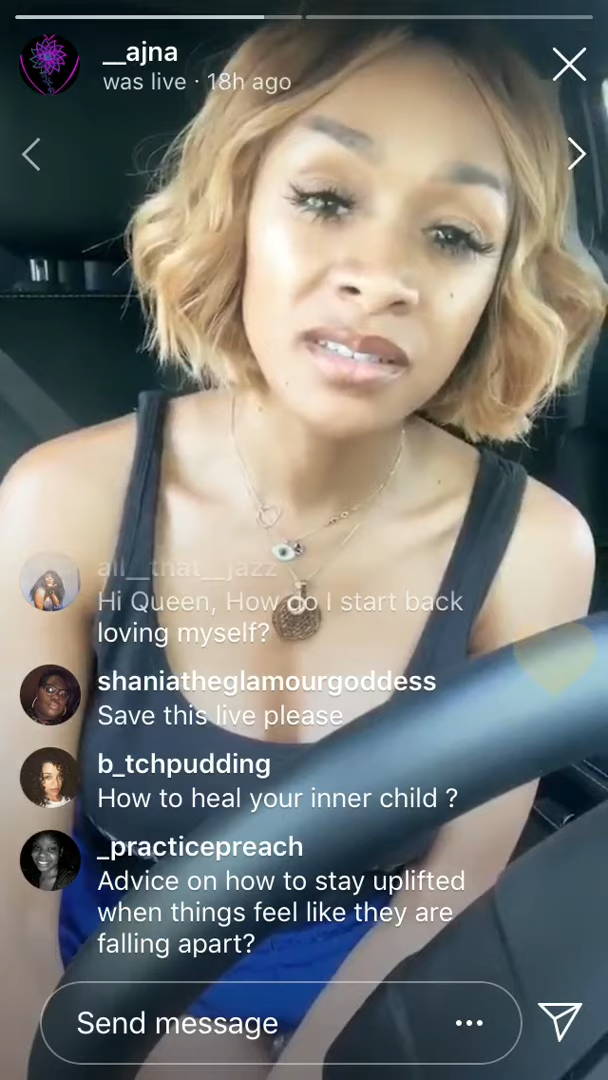 __ajna
was live · 18h ago
all__that__jazz
Hi Queen, How do I start back
loving myself?
shaniatheglamourgoddess
Save this live please
b_tchpudding
How to heal your inner child ?
_practicepreach
Advice on how to stay uplifted
when things feel like they are
falling apart?
Send message